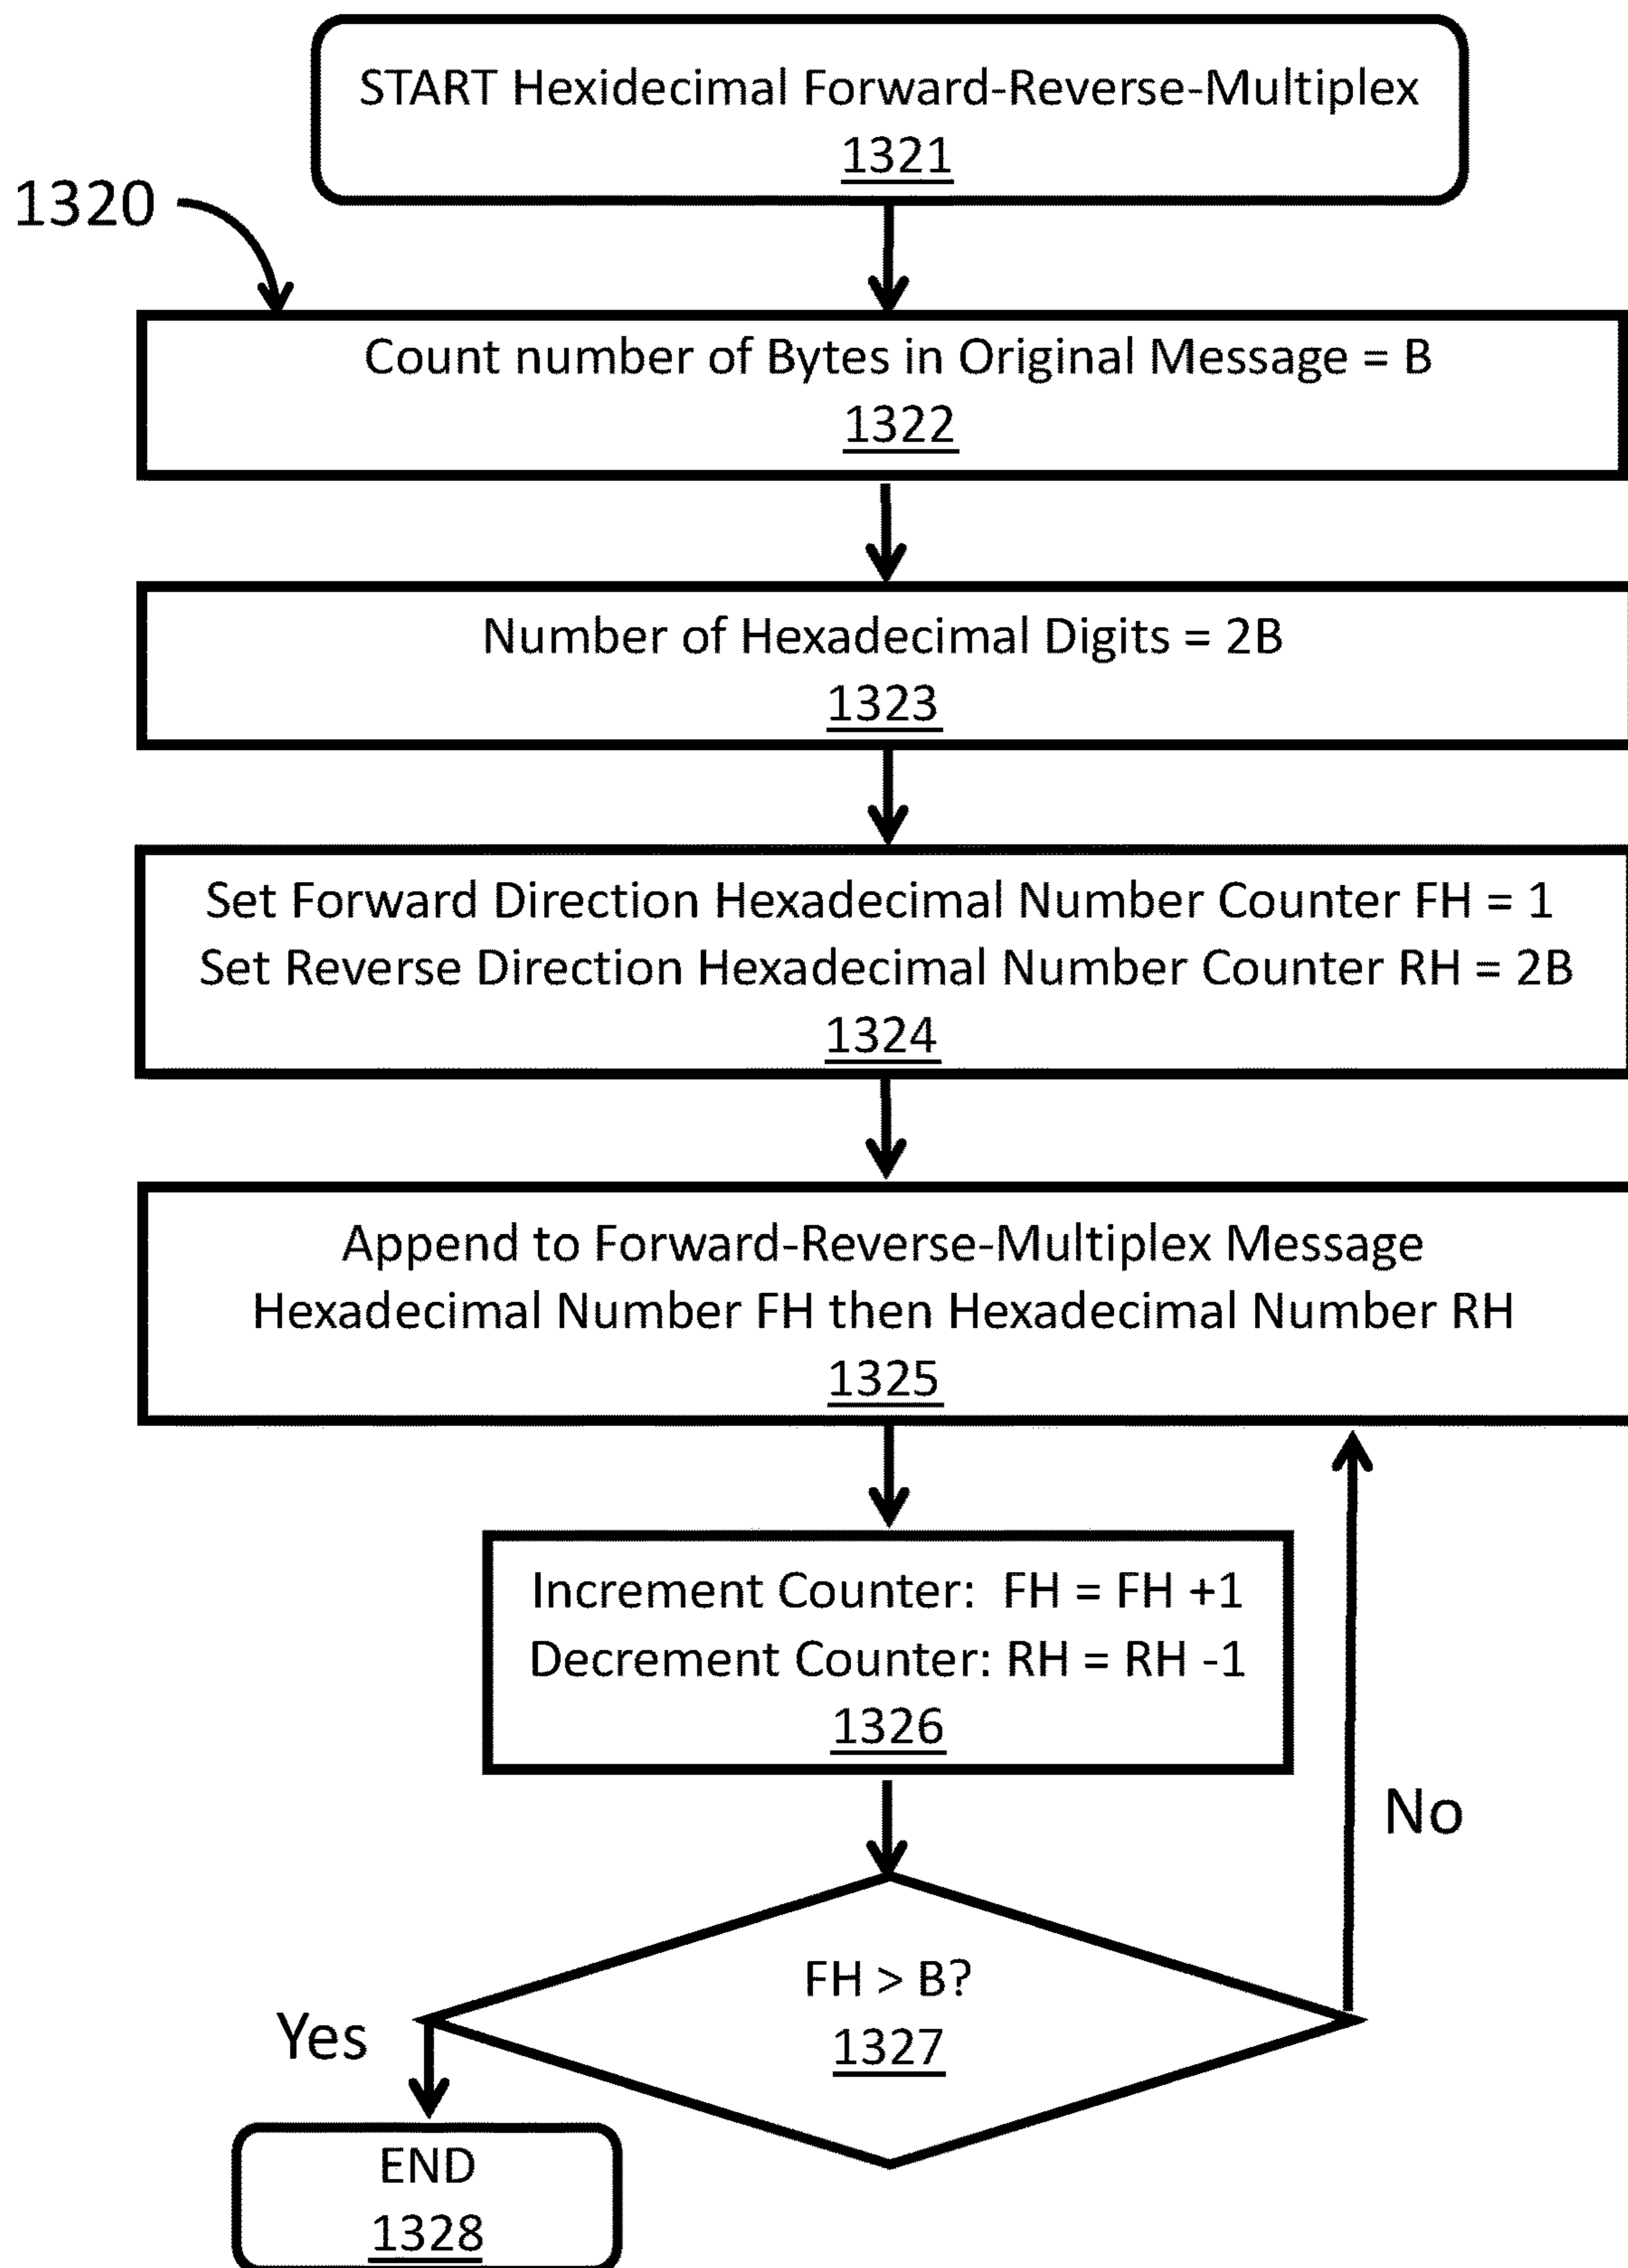 START Hexidecimal Forward-Reverse-Multiplex
1321
1320
Count number of Bytes in Original Message = B
1322
Number of Hexadecimal Digits = 2B
1323
Set Forward Direction Hexadecimal Number Counter FH = 1
Set Reverse Direction Hexadecimal Number Counter RH = 2B
1324
Append to Forward-Reverse-Multiplex Message
Hexadecimal Number FH then Hexadecimal Number RH
1325
Increment Counter: FH = FH +1
Decrement Counter: RH = RH -1
1326
No
FH > B?
1327
Yes
END
1328